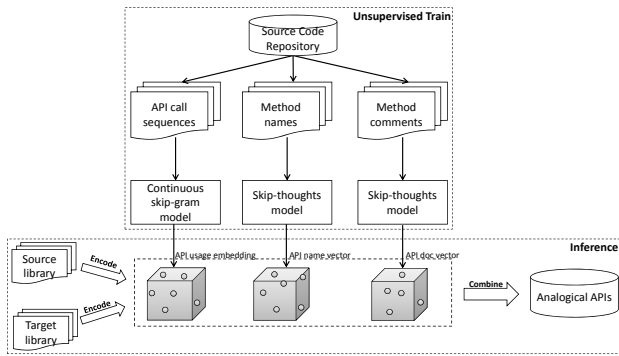 Unsupervised Train
Source Code
Repository
API call
sequences
Method
names
Method
comments
Continuous
skip-gram
model
Skip-thoughts
model
Skip-thoughts
model
Inference
API usage embedding
API name vector
API doc vector
Source
library
Encode
Target
library
Encode
Combine
Analogical APIs